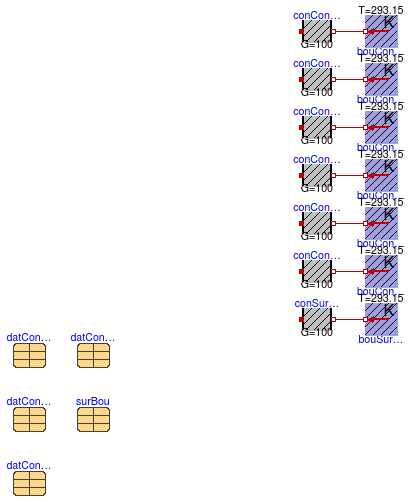 T=293.15
conCon…
K
G=100
bouCon…
T=293.15
conCon…
K
G=100
bouCon…
T=293.15
conCon…
K
G=100
bouCon…
T=293.15
conCon…
K
G=100
bouCon…
T=293.15
conCon…
K
G=100
bouCon…
T=293.15
conCon…
K
G=100
bouCon…
T=293.15
conSur…
K
G=100
bouSur…
datCon… datCon…
datCon… surBou
datCon…